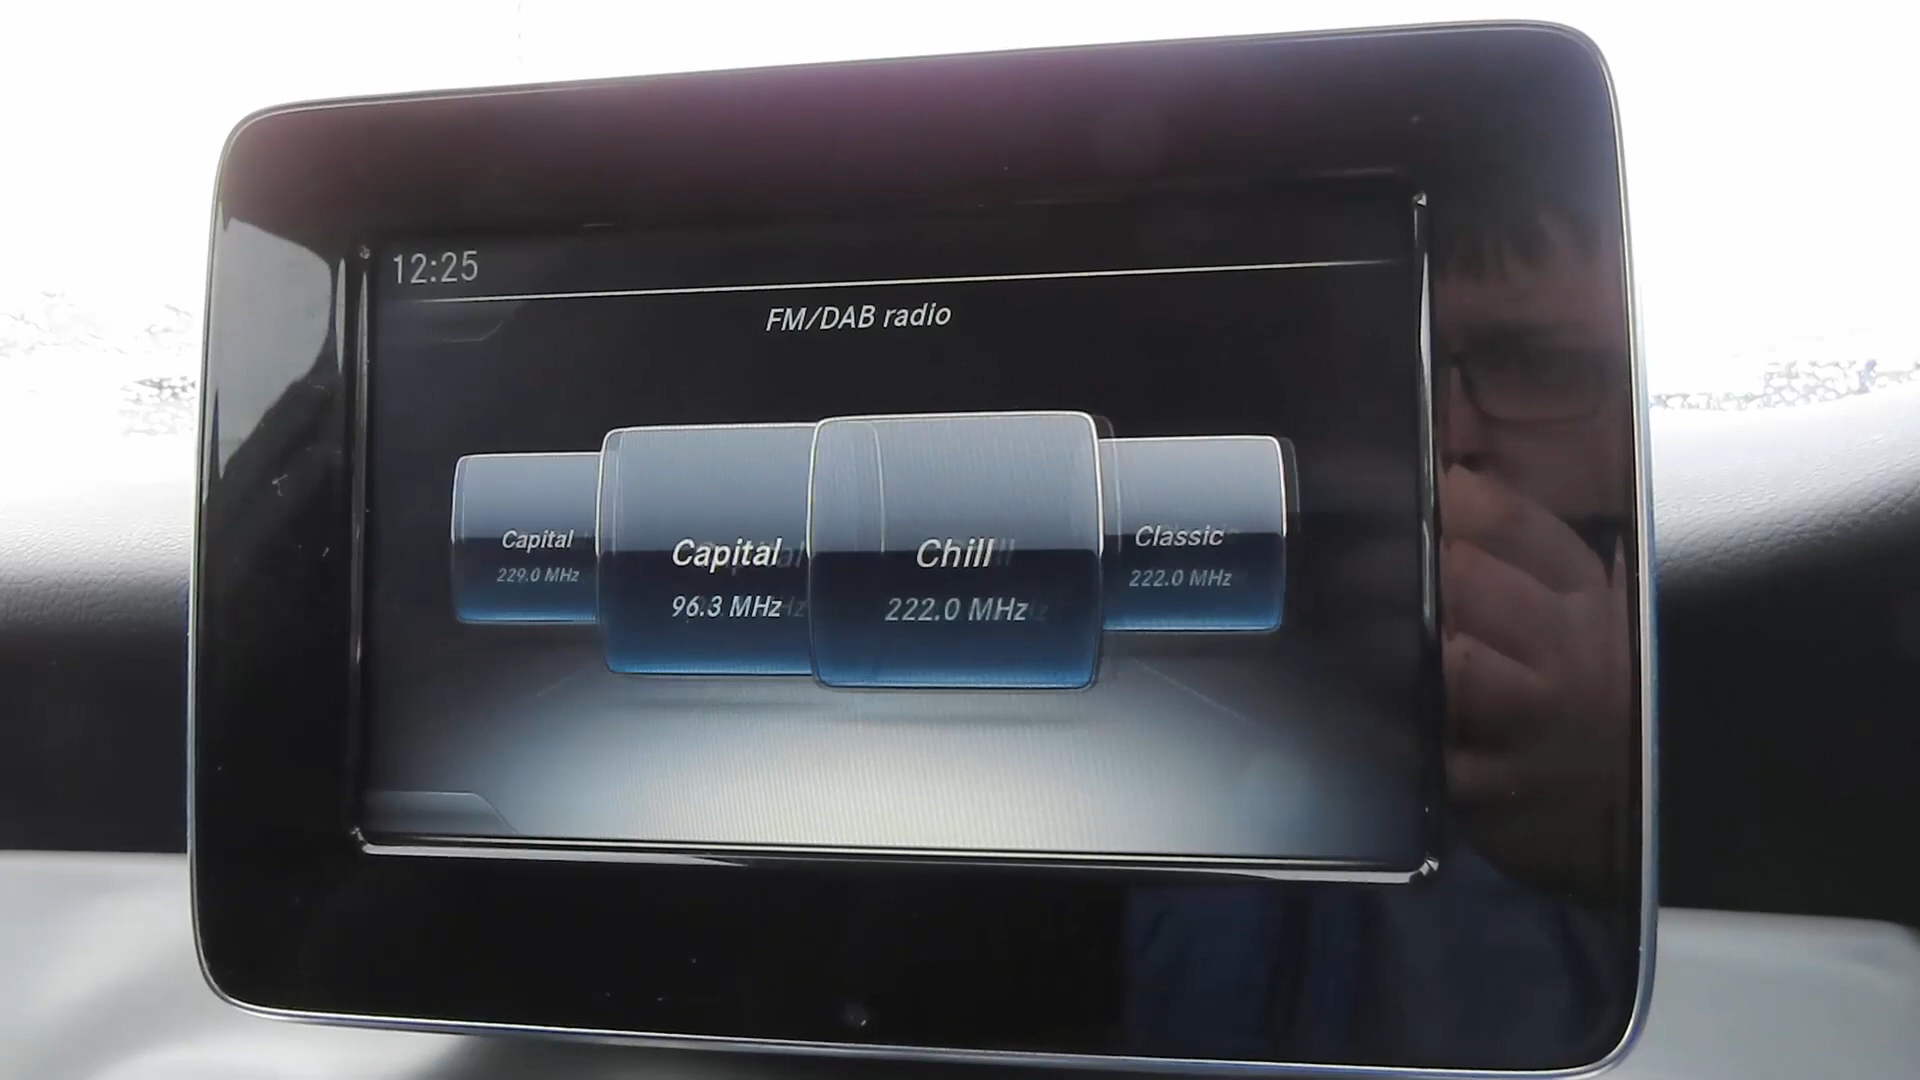 12:25
FM/DAB radio
Capital
229.0 MHz
Capital
96.3 MHz
Chill
222.0 MHz
Classic
222.0 MHz